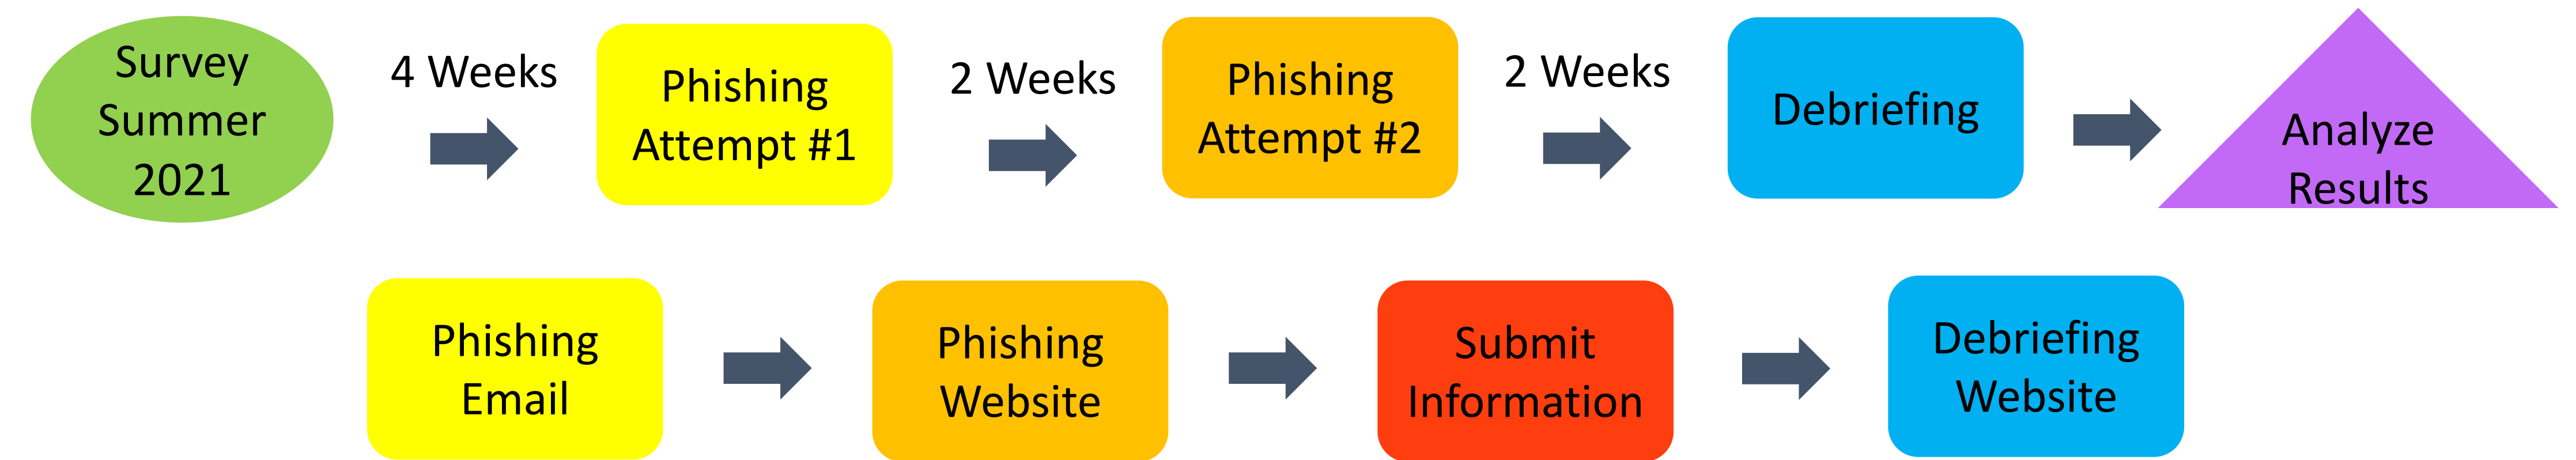 Survey
Summer
2021
4 Weeks
Phishing
Attempt #1
2 Weeks
Phishing
Attempt #2
2 Weeks
Debriefing
Analyze
Results
Phishing
Email
Phishing
Website
Submit
Information
Debriefing
Website